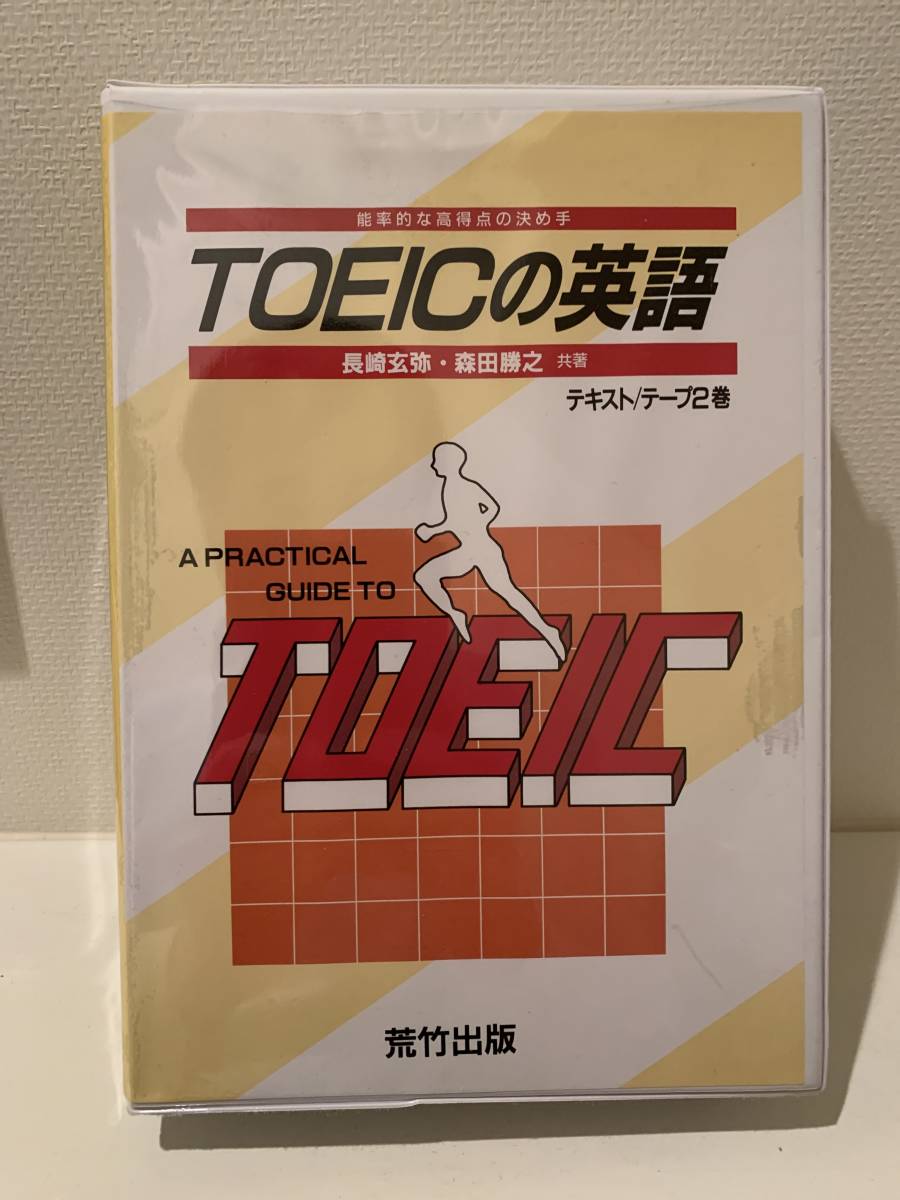 能率的な高得点の決め手
TOEICの英語
長崎玄弥・森田勝之 共著
テキスト/テープ2巻
A PRACTICAL
GUIDE TO
TOEIC
荒竹出版